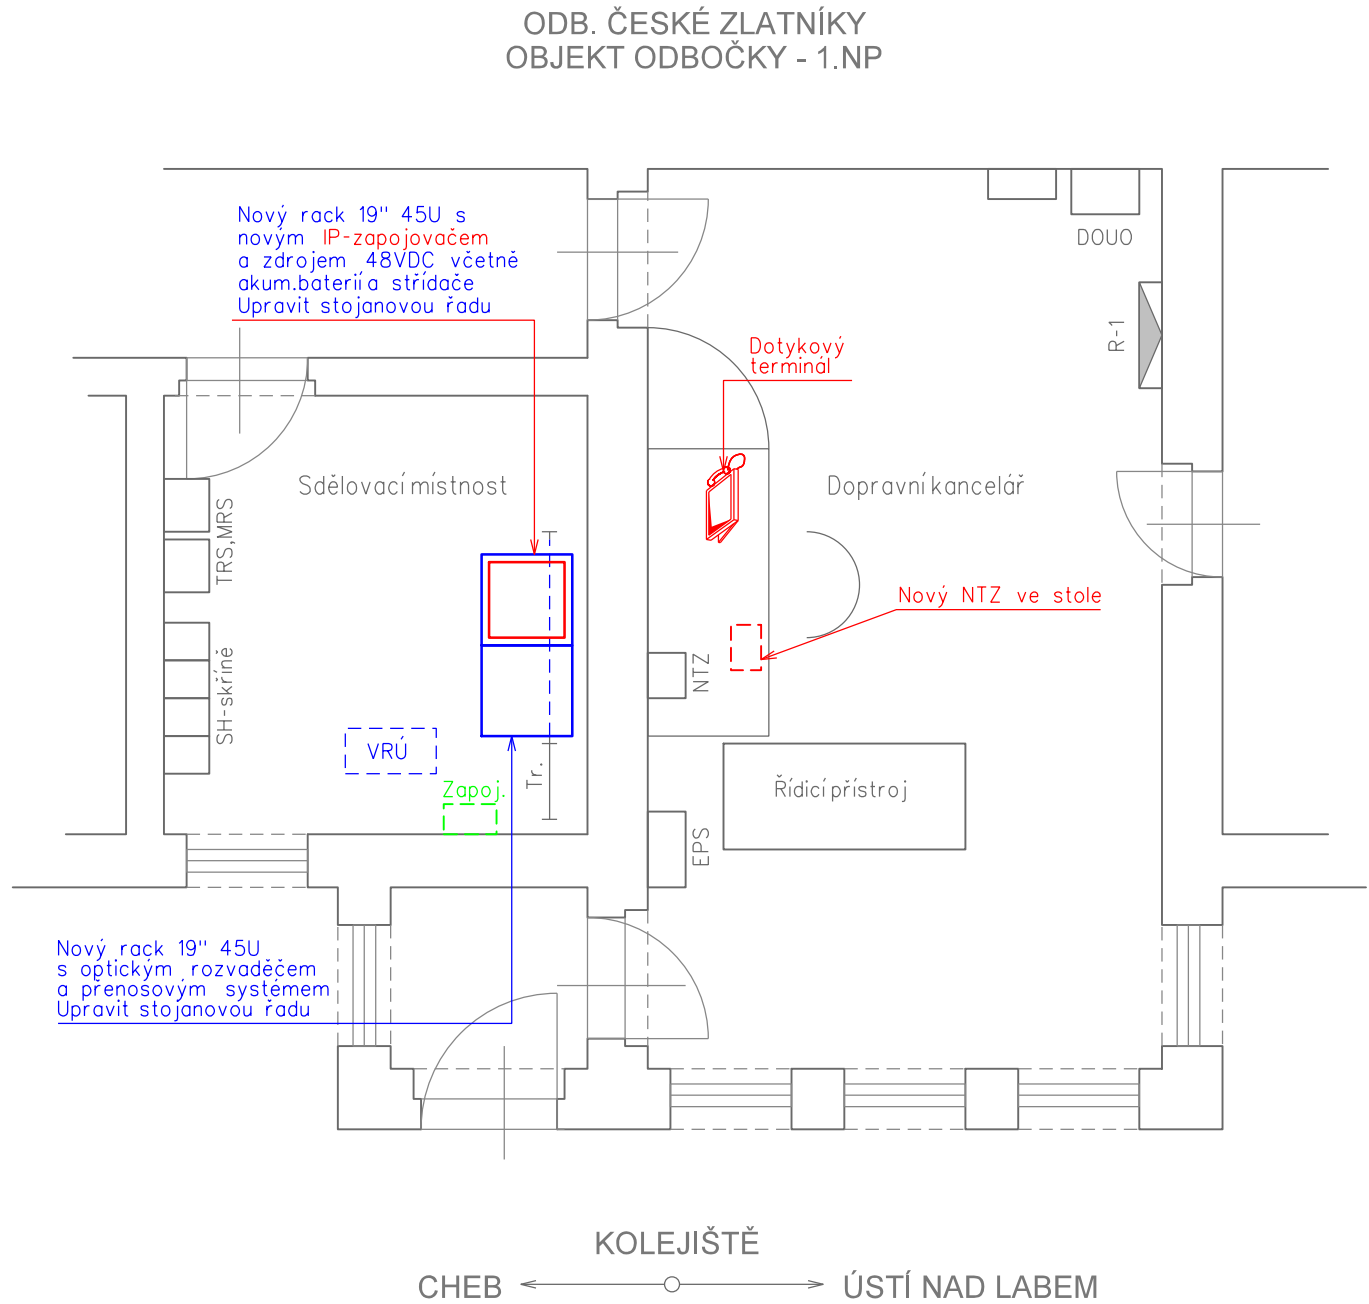 ODB. ČESKÉ ZLATNÍKY
OBJEKT ODBOČKY - 1.NP
Nový rack 19" 45U s
novým IP-zapojovačem
a zdrojem 48VDC včetně
akum.baterií a střídače
Upravit stojanovou řadu
DOUO
R-1
Dotykový
terminál
Sdělovací místnost
Dopravní kancelář
TRS,MRS
Nový NTZ ve stole
NTZ
SH-skříně
VRÚ
Tr.
Zapoj.
Řídicí přístroj
EPS
Nový rack 19" 45U
s optickým rozvaděčem
a přenosovým systémem
Upravit stojanovou řadu
KOLEJIŠTĚ
CHEB
ÚSTÍ NAD LABEM